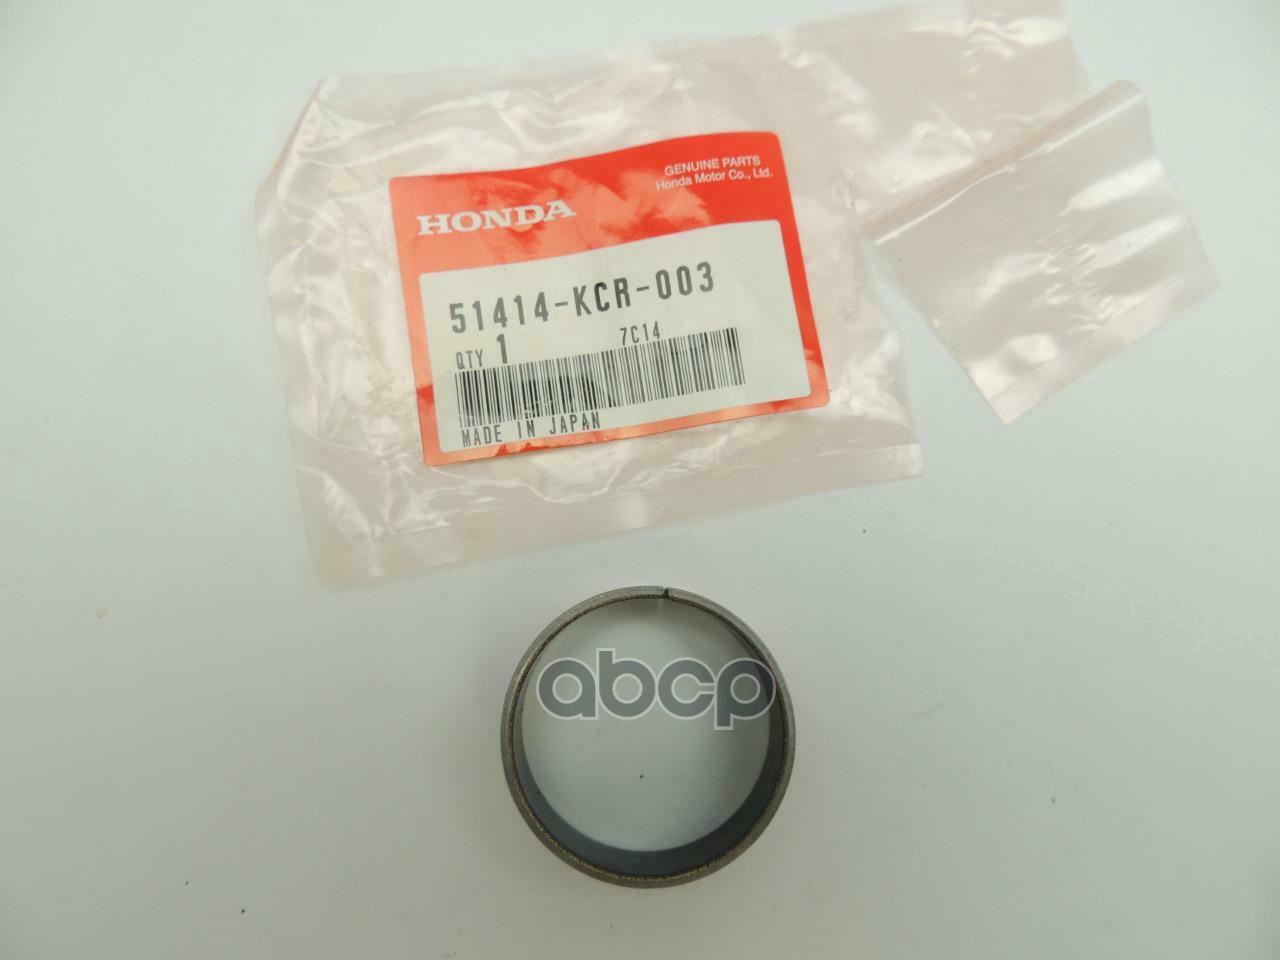 GENUINE PARTS
Honda Motor Co., Ltd.
HONDA
51414-KCR-003
QTY 1 7C14
MADE IN JAPAN
abcp